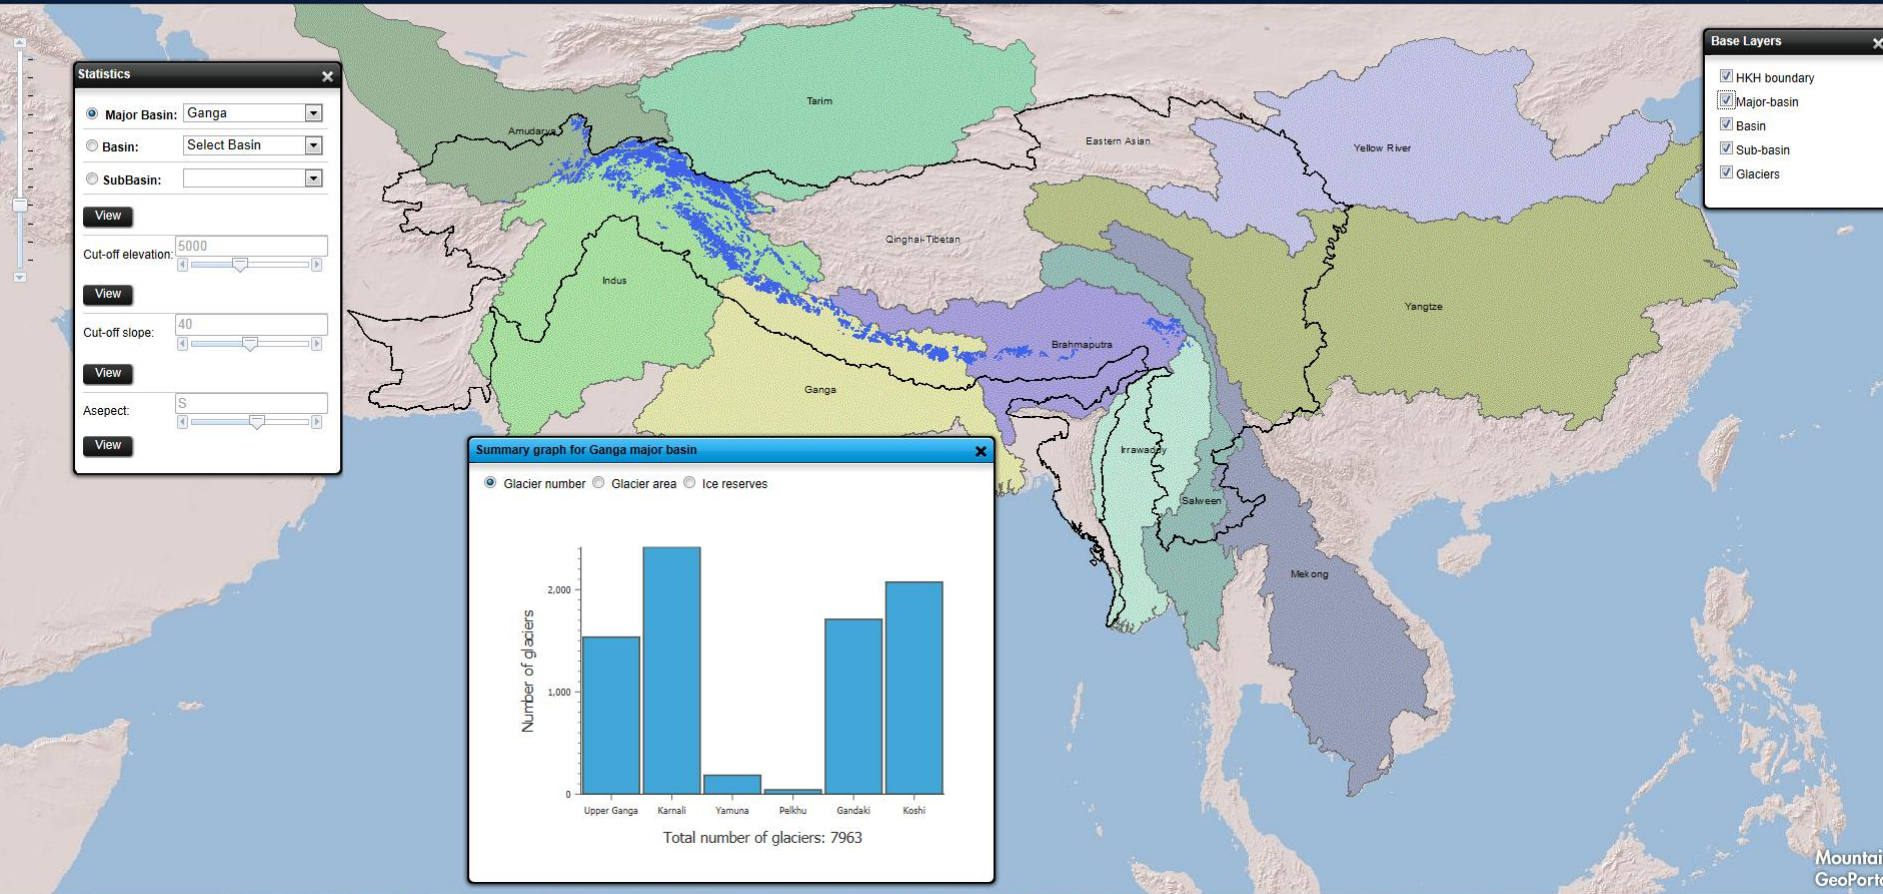 Statistics
Major Basin: Ganga
Basin: Select Basin
SubBasin:
View
Cut-off elevation: 5000
View
Cut-off slope: 40
View
Asepect: S
View
Base Layers
HKH boundary
Major-basin
Basin
Sub-basin
Glaciers
Tarim
Amudarya
Eastern Asian
Yellow River
Qinghai-Tibetan
Indus
Yangtze
Brahmaputra
Ganga
Irrawaddy
Salween
Mekong
Summary graph for Ganga major basin
Glacier number Glacier area Ice reserves
Number of glaciers
2,000
1,000
0
Upper Ganga Karnali Yamuna Pelkhu Gandaki Koshi
Total number of glaciers: 7963
Mountai
GeoPorta